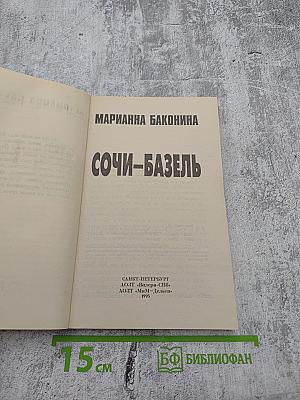 МАРИАННА БАКОНИНА
СОЧИ—БАЗЕЛЬ
САНКТ-ПЕТЕРБУРГ
АОЗТ «Валери-СПб»
АОЗТ «МиМ—Дельта»
1995
15 см
БФ БИБЛИОФАН